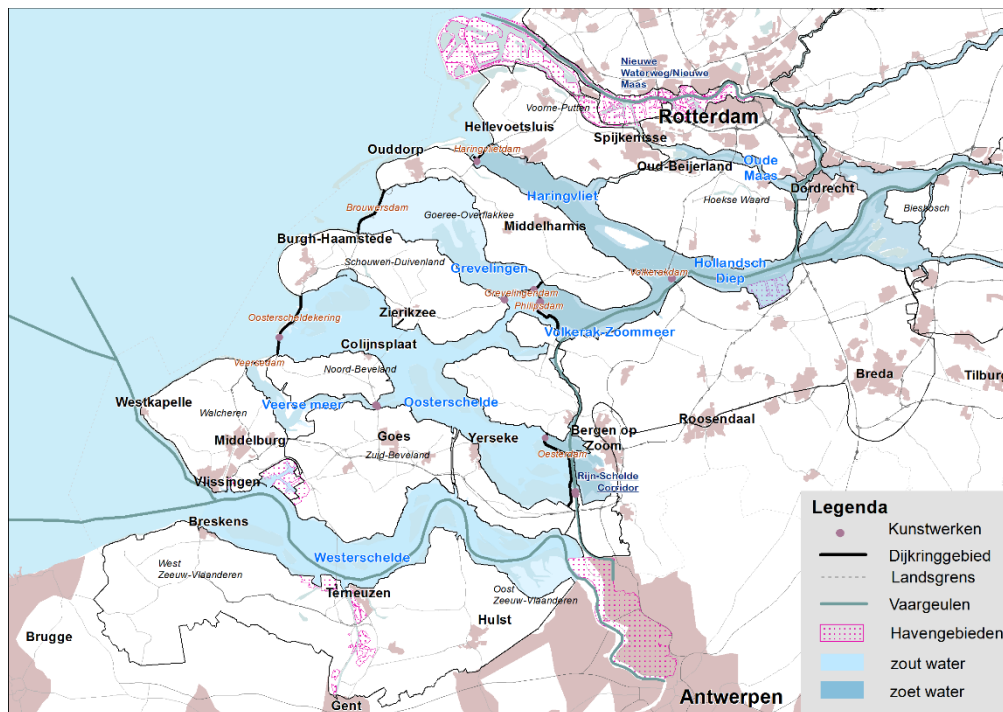 Nieuwe
Waterweg/Nieuwe
Maas
Voorne-Putten
Rotterdam
Hellevoetsluis
Spijkenisse
Ouddorp
Haringvlietdam
Oud-Beijerland
Oude
Maas
Dordrecht
Haringvliet
Hoekse Waard
Biesbosch
Brouwersdam
Goeree-Overflakkee
Middelharnis
Burgh-Haamstede
Schouwen-Duivenland
Grevelingen
Hollandsch
Diep
Volkerakdam
Grevelingendam
Philipsdam
Zierikzee
Oosterscheldekering
Volkerak-Zoommeer
Colijnsplaat
Veersedam
Noord-Beveland
Breda
Tilburg
Westkapelle
Veerse meer
Oosterschelde
Walcheren
Roosendaal
Middelburg
Goes
Yerseke
Bergen op
Zoom
Zuid-Beveland
Oesterdam
Vlissingen
Rijn-Schelde
Corridor
Breskens
Westerschelde
West
Zeeuw-Vlaanderen
Terneuzen
Oost
Zeeuw-Vlaanderen
Hulst
Brugge
Gent
Antwerpen
Legenda
Kunstwerken
Dijkringgebied
Landsgrens
Vaargeulen
Havengebieden
zout water
zoet water